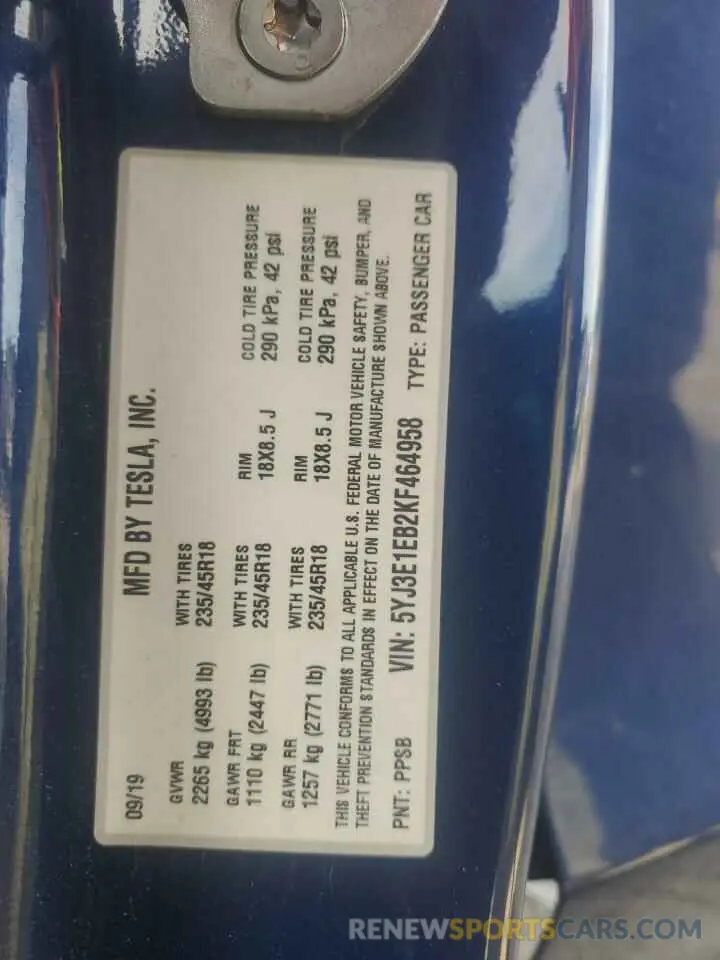 09/19 MFD BY TESLA, INC.
GVWR WITH TIRES
2265 kg (4993 lb) 235/45R18
GAWR FRT WITH TIRES RIM COLD TIRE PRESSURE
1110 kg (2447 lb) 235/45R18 18X8.5 J 290 kPa, 42 psi
GAWR RR WITH TIRES RIM COLD TIRE PRESSURE
1257 kg (2771 lb) 235/45R18 18X8.5 J 290 kPa, 42 psi
THIS VEHICLE CONFORMS TO ALL APPLICABLE U.S. FEDERAL MOTOR VEHICLE SAFETY, BUMPER, AND
THEFT PREVENTION STANDARDS IN EFFECT ON THE DATE OF MANUFACTURE SHOWN ABOVE.
PNT: PPSB VIN: 5YJ3E1EB2KF464958 TYPE: PASSENGER CAR
RENEWSPORTSCARS.COM